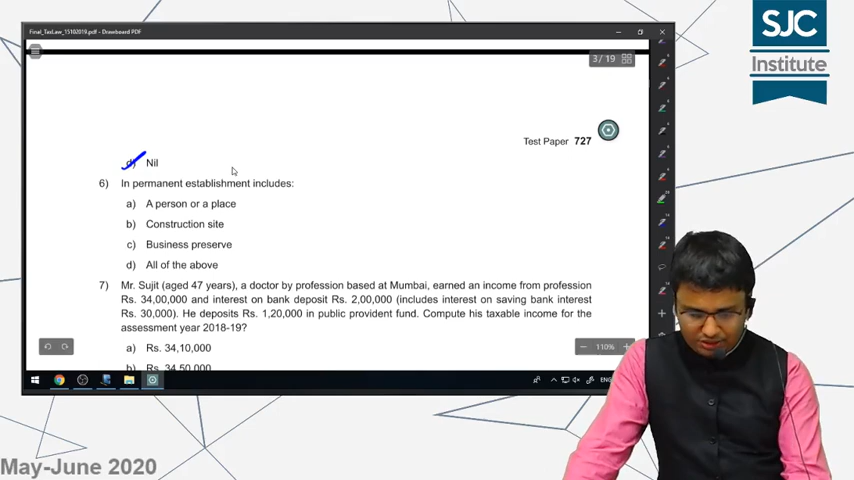 Final_TaxLaw_15102019.pdf - Drawboard PDF
SJC
Institute
3 / 19
Test Paper 727
d) Nil
6) In permanent establishment includes:
a) A person or a place
b) Construction site
c) Business preserve
d) All of the above
7) Mr. Sujit (aged 47 years), a doctor by profession based at Mumbai, earned an income from profession
Rs. 34,00,000 and interest on bank deposit Rs. 2,00,000 (includes interest on saving bank interest
Rs. 30,000). He deposits Rs. 1,20,000 in public provident fund. Compute his taxable income for the
assessment year 2018-19?
a) Rs. 34,10,000
b) Rs. 34,50,000
110%
ENG
May-June 2020